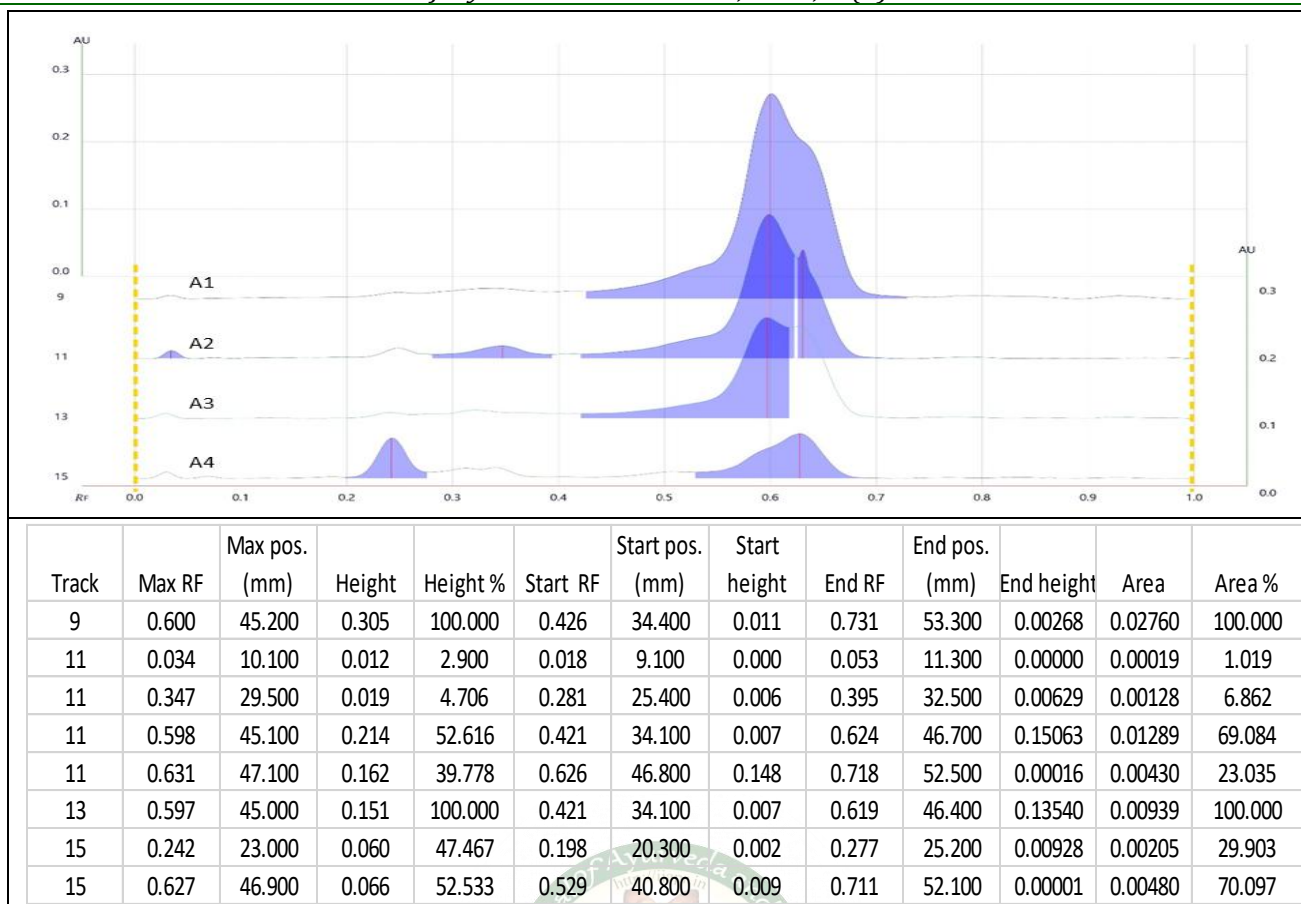 AU
0.3
0.2
0.1
0.0
AU
A1
9
0.3
A2
11
0.2
A3
13
0.1
A4
15
0.0
RF 0.0 0.1 0.2 0.3 0.4 0.5 0.6 0.7 0.8 0.9 1.0
Track Max RF Max pos. (mm) Height Height % Start RF Start pos. (mm) Start height End RF End pos. (mm) End height Area Area %
9 0.600 45.200 0.305 100.000 0.426 34.400 0.011 0.731 53.300 0.00268 0.02760 100.000
11 0.034 10.100 0.012 2.900 0.018 9.100 0.000 0.053 11.300 0.00000 0.00019 1.019
11 0.347 29.500 0.019 4.706 0.281 25.400 0.006 0.395 32.500 0.00629 0.00128 6.862
11 0.598 45.100 0.214 52.616 0.421 34.100 0.007 0.624 46.700 0.15063 0.01289 69.084
11 0.631 47.100 0.162 39.778 0.626 46.800 0.148 0.718 52.500 0.00016 0.00430 23.035
13 0.597 45.000 0.151 100.000 0.421 34.100 0.007 0.619 46.400 0.13540 0.00939 100.000
15 0.242 23.000 0.060 47.467 0.198 20.300 0.002 0.277 25.200 0.00928 0.00205 29.903
15 0.627 46.900 0.066 52.533 0.529 40.800 0.009 0.711 52.100 0.00001 0.00480 70.097